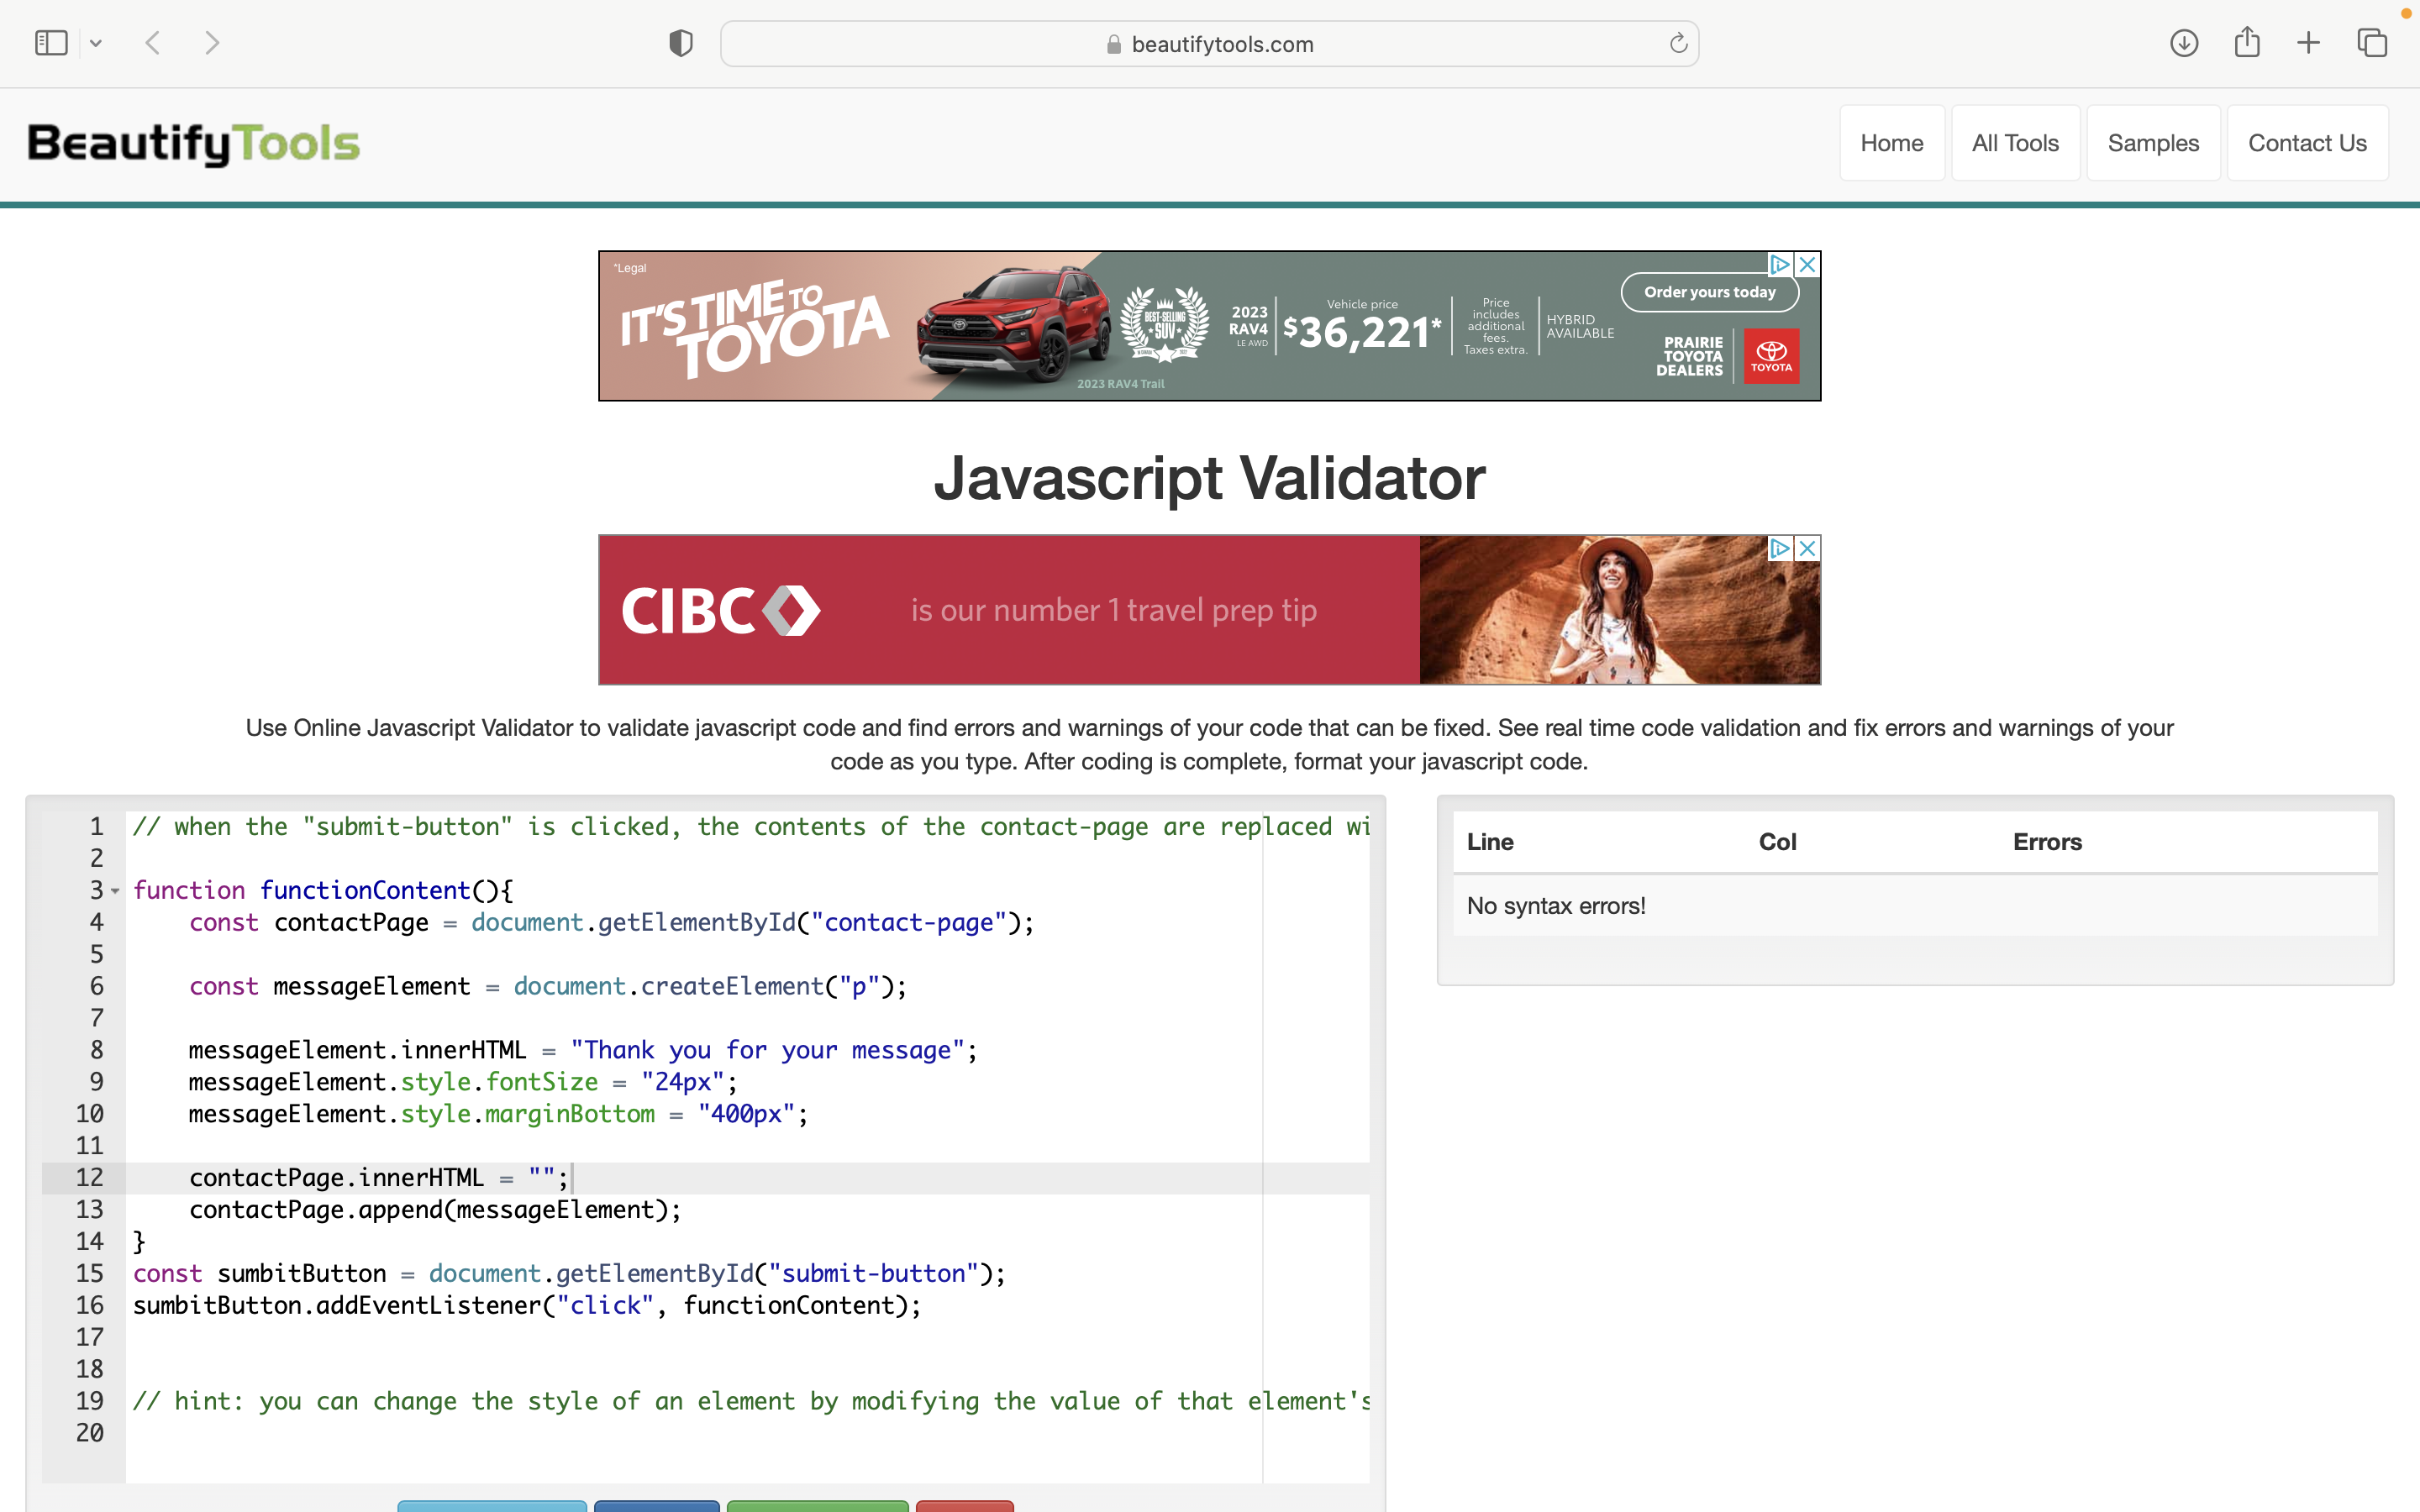 beautifytools.com
BeautifyTools
Home
All Tools
Samples
Contact Us
*Legal
IT'S TIME TO
TOYOTA
BEST-SELLING
SUV
2023
RAV4
LE AWD
Vehicle price
$36,221*
Price
includes
additional
fees.
Taxes extra.
HYBRID
AVAILABLE
Order yours today
PRAIRIE
TOYOTA
DEALERS
TOYOTA
2023 RAV4 Trail
Javascript Validator
CIBC
is our number 1 travel prep tip
Use Online Javascript Validator to validate javascript code and find errors and warnings of your code that can be fixed. See real time code validation and fix errors and warnings of your
code as you type. After coding is complete, format your javascript code.
1 // when the "submit-button" is clicked, the contents of the contact-page are replaced wi
2
3 function functionContent(){
4     const contactPage = document.getElementById("contact-page");
5
6     const messageElement = document.createElement("p");
7
8     messageElement.innerHTML = "Thank you for your message";
9     messageElement.style.fontSize = "24px";
10     messageElement.style.marginBottom = "400px";
11
12     contactPage.innerHTML = "";
13     contactPage.append(messageElement);
14 }
15 const sumbitButton = document.getElementById("submit-button");
16 sumbitButton.addEventListener("click", functionContent);
17
18
19 // hint: you can change the style of an element by modifying the value of that element's
20
Line Col Errors
No syntax errors!